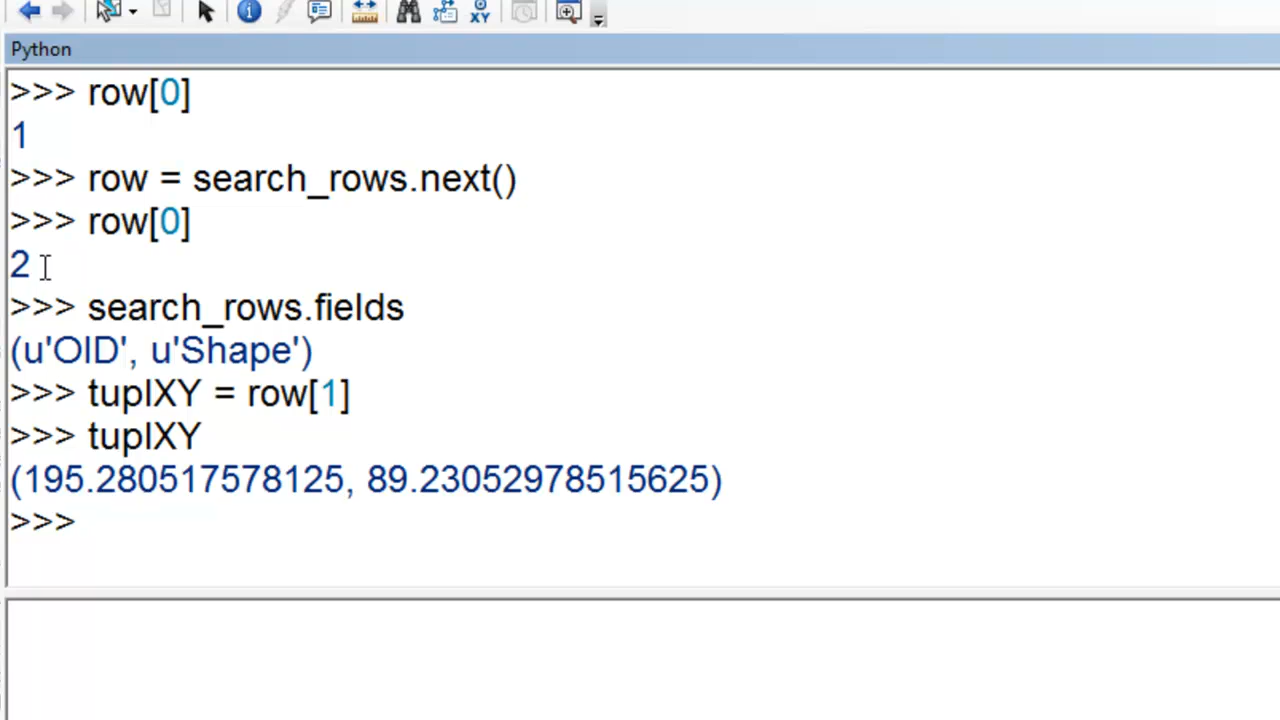 XY
Python
>>> row[0]
1
>>> row = search_rows.next()
>>> row[0]
2
>>> search_rows.fields
(u'OID', u'Shape')
>>> tuplXY = row[1]
>>> tuplXY
(195.280517578125, 89.23052978515625)
>>>